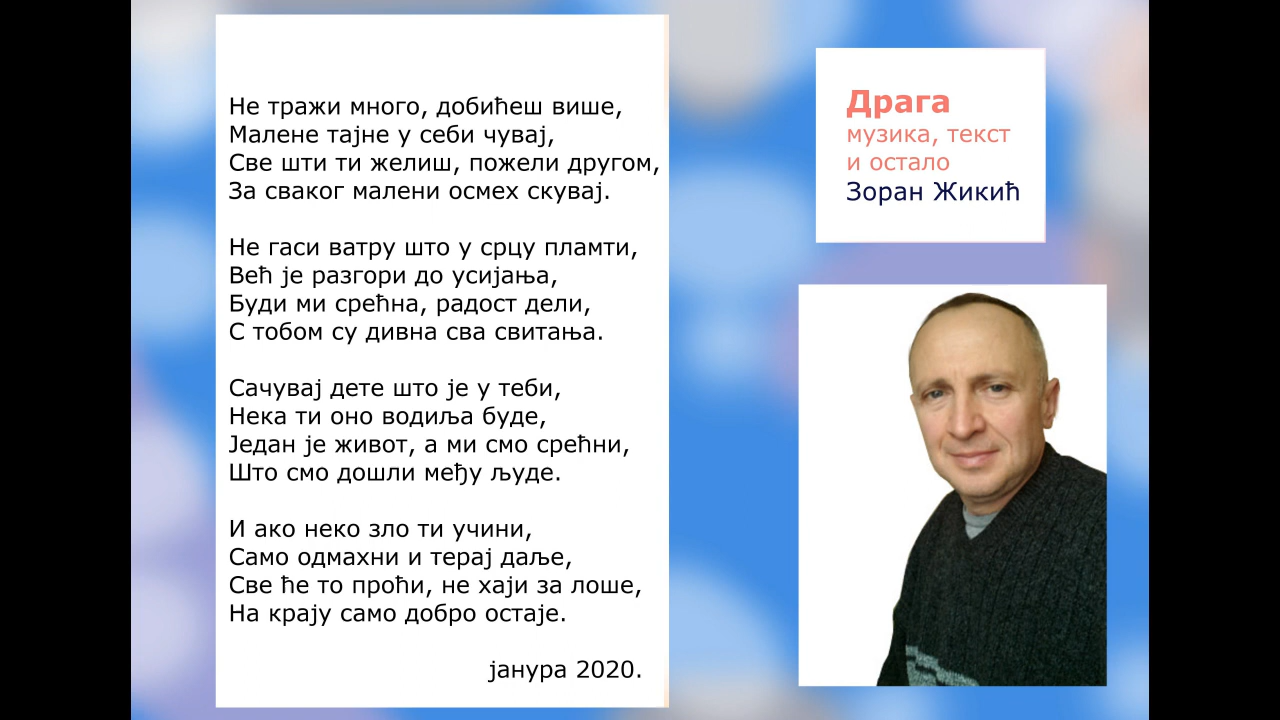 Не тражи много, добићеш више,
Малене тајне у себи чувај,
Све шти ти желиш, пожели другом,
За сваког малени осмех скувај.
Не гаси ватру што у срцу пламти,
Већ је разгори до усијања,
Буди ми срећна, радост дели,
С тобом су дивна сва свитања.
Сачувај дете што је у теби,
Нека ти оно водиља буде,
Један је живот, а ми смо срећни,
Што смо дошли међу људе.
И ако неко зло ти учини,
Само одмахни и терај даље,
Све ће то проћи, не хаји за лоше,
На крају само добро остаје.
јанура 2020.
Драга
музика, текст
и остало
Зоран Жикић